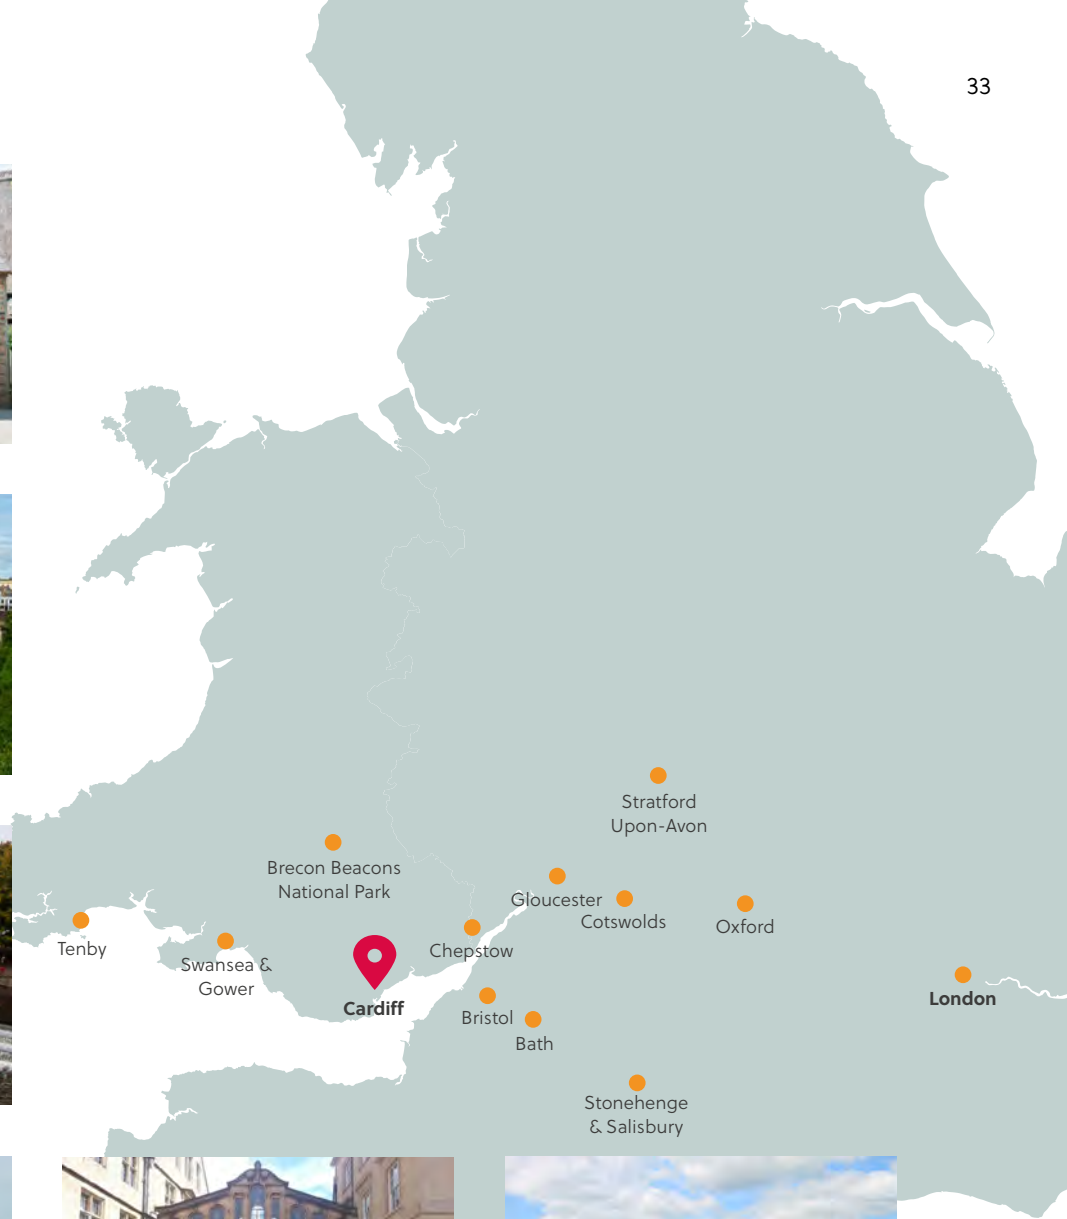 33
Stratford
Upon-Avon
Brecon Beacons
National Park
Gloucester
Cotswolds
Oxford
Tenby
Chepstow
Swansea &
Gower
Cardiff
London
Bristol
Bath
Stonehenge
& Salisbury